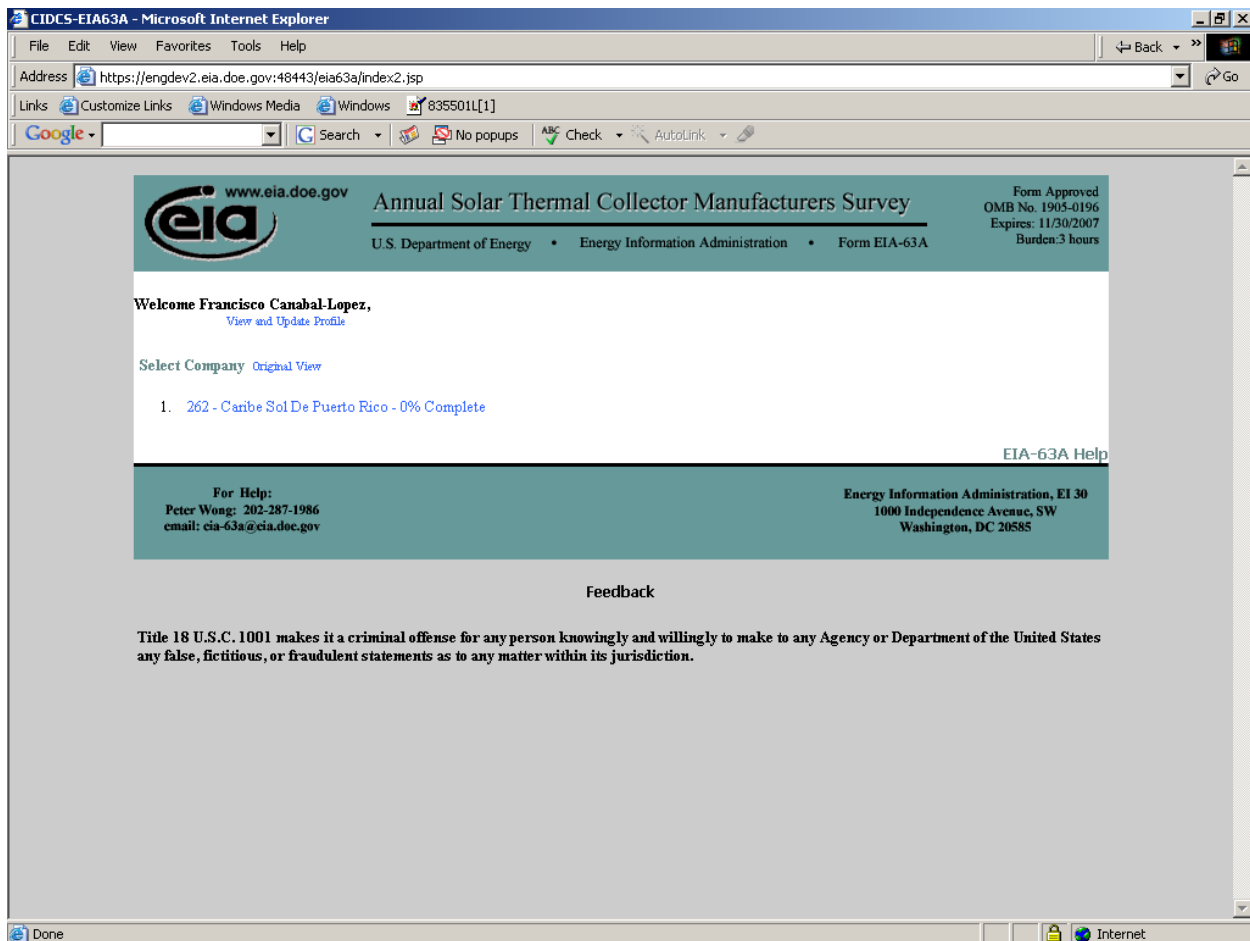 CIDCS-EIA63A - Microsoft Internet Explorer
File Edit View Favorites Tools Help
Back »
Address https://engdev2.eia.doe.gov:48443/eia63a/index2.jsp Go
Links Customize Links Windows Media Windows 835501L[1]
Google Search No popups ABC Check AutoLink
www.eia.doe.gov
eia
Annual Solar Thermal Collector Manufacturers Survey
U.S. Department of Energy • Energy Information Administration • Form EIA-63A
Form Approved
OMB No. 1905-0196
Expires: 11/30/2007
Burden:3 hours
Welcome Francisco Canabal-Lopez,
View and Update Profile
Select Company Original View
1. 262 - Caribe Sol De Puerto Rico - 0% Complete
EIA-63A Help
For Help:
Peter Wong: 202-287-1986
email: eia-63a@eia.doe.gov
Energy Information Administration, EI 30
1000 Independence Avenue, SW
Washington, DC 20585
Feedback
Title 18 U.S.C. 1001 makes it a criminal offense for any person knowingly and willingly to make to any Agency or Department of the United States
any false, fictitious, or fraudulent statements as to any matter within its jurisdiction.
Done
Internet